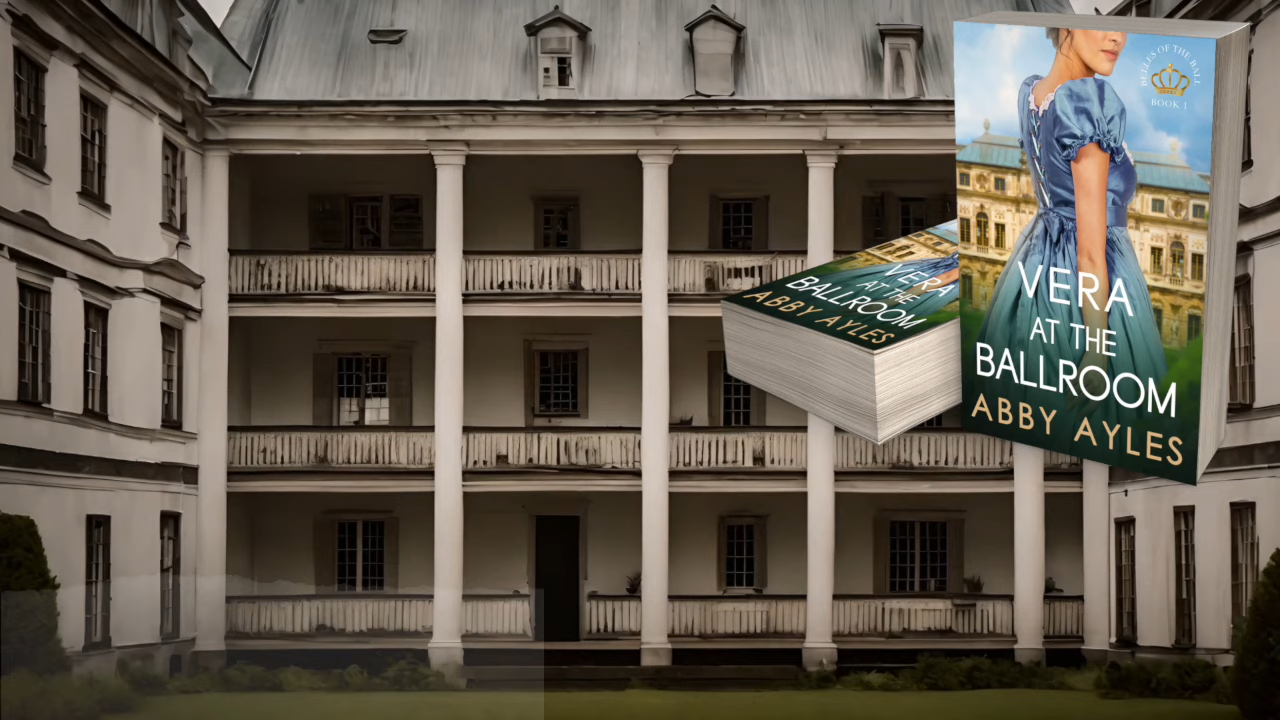 BELLES OF THE BALL
BOOK 1
VERA
AT THE
BALLROOM
ABBY AYLES
VERA
AT THE
BALLROOM
ABBY AYLES